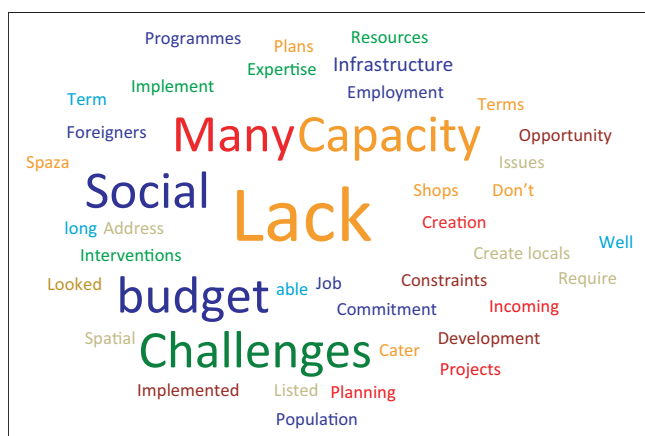 Programmes
Plans
Resources
Expertise
Infrastructure
Implement
Employment
Term
Terms
Foreigners
Many
Capacity
Opportunity
Spaza
Issues
Social
Lack
Shops
Don't
long
Address
Creation
Well
Interventions
Create locals
Looked
budget
able
Job
Constraints
Require
Commitment
Incoming
Spatial
Challenges
Cater
Development
Projects
Implemented
Listed
Planning
Population